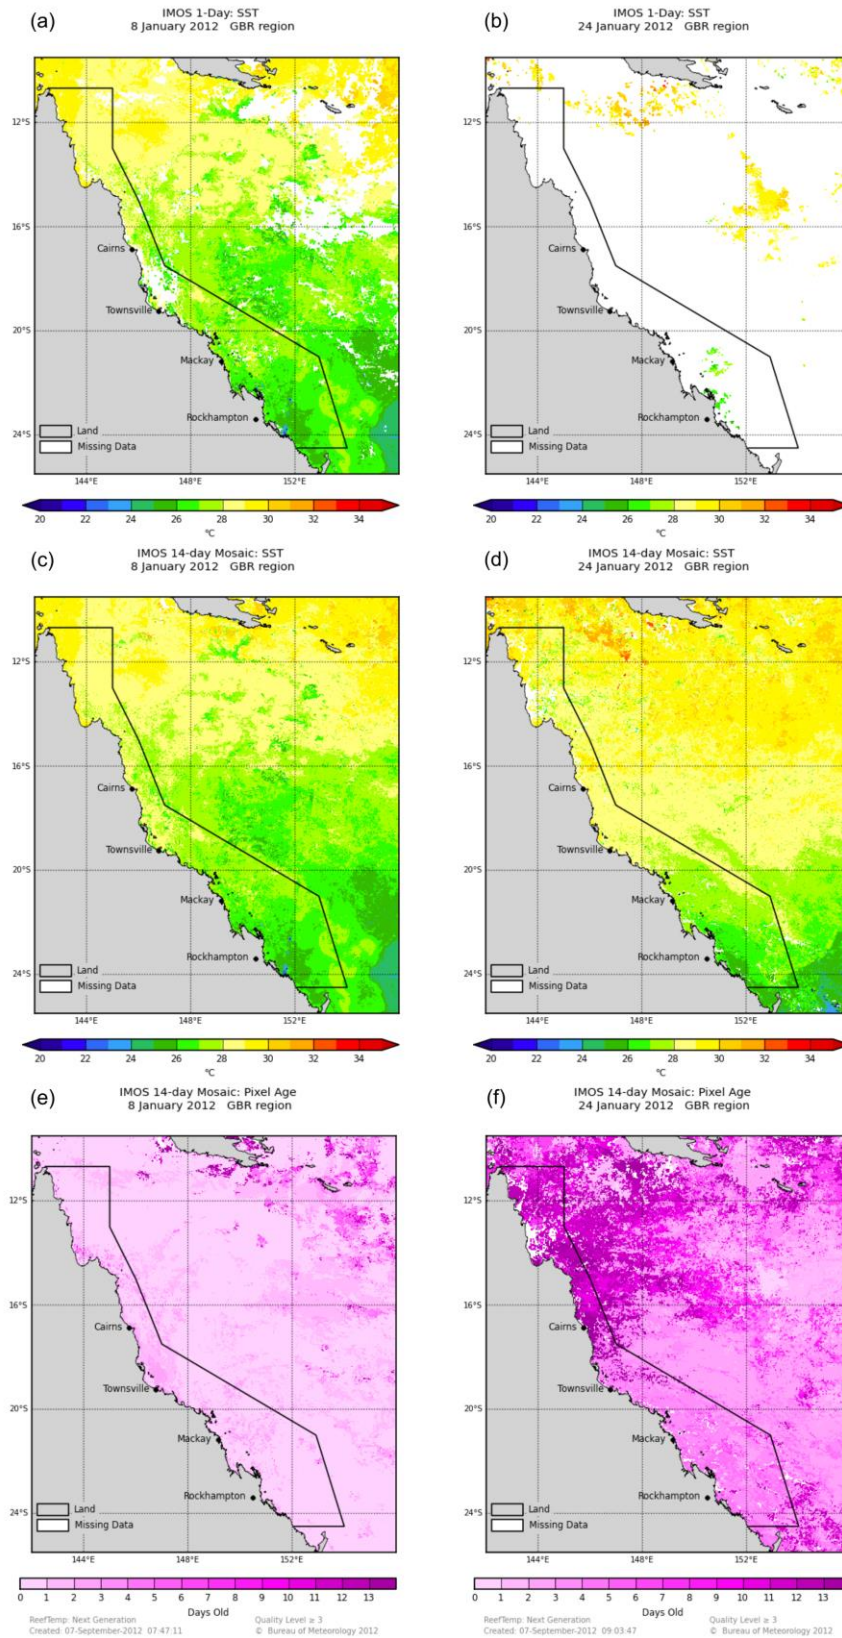 (a)
IMOS 1-Day: SST
8 January 2012 GBR region
12°S
16°S
Cairns
Townsville
20°S
Mackay
Rockhampton
24°S
Land
Missing Data
144°E 148°E 152°E
20 22 24 26 28 30 32 34
°C
(b)
IMOS 1-Day: SST
24 January 2012 GBR region
12°S
16°S
Cairns
Townsville
20°S
Mackay
Rockhampton
24°S
Land
Missing Data
144°E 148°E 152°E
20 22 24 26 28 30 32 34
°C
(c)
IMOS 14-day Mosaic: SST
8 January 2012 GBR region
12°S
16°S
Cairns
Townsville
20°S
Mackay
Rockhampton
24°S
Land
Missing Data
144°E 148°E 152°E
20 22 24 26 28 30 32 34
°C
(d)
IMOS 14-day Mosaic: SST
24 January 2012 GBR region
12°S
16°S
Cairns
Townsville
20°S
Mackay
Rockhampton
24°S
Land
Missing Data
144°E 148°E 152°E
20 22 24 26 28 30 32 34
°C
(e)
IMOS 14-day Mosaic: Pixel Age
8 January 2012 GBR region
12°S
16°S
Cairns
Townsville
20°S
Mackay
Rockhampton
24°S
Land
Missing Data
144°E 148°E 152°E
0 1 2 3 4 5 6 7 8 9 10 11 12 13
Days Old
ReefTemp: Next Generation Quality Level ≥ 3
Created: 07-September-2012 07:47:11 © Bureau of Meteorology 2012
(f)
IMOS 14-day Mosaic: Pixel Age
24 January 2012 GBR region
12°S
16°S
Cairns
Townsville
20°S
Mackay
Rockhampton
24°S
Land
Missing Data
144°E 148°E 152°E
0 1 2 3 4 5 6 7 8 9 10 11 12 13
Days Old
ReefTemp: Next Generation Quality Level ≥ 3
Created: 07-September-2012 09:03:47 © Bureau of Meteorology 2012